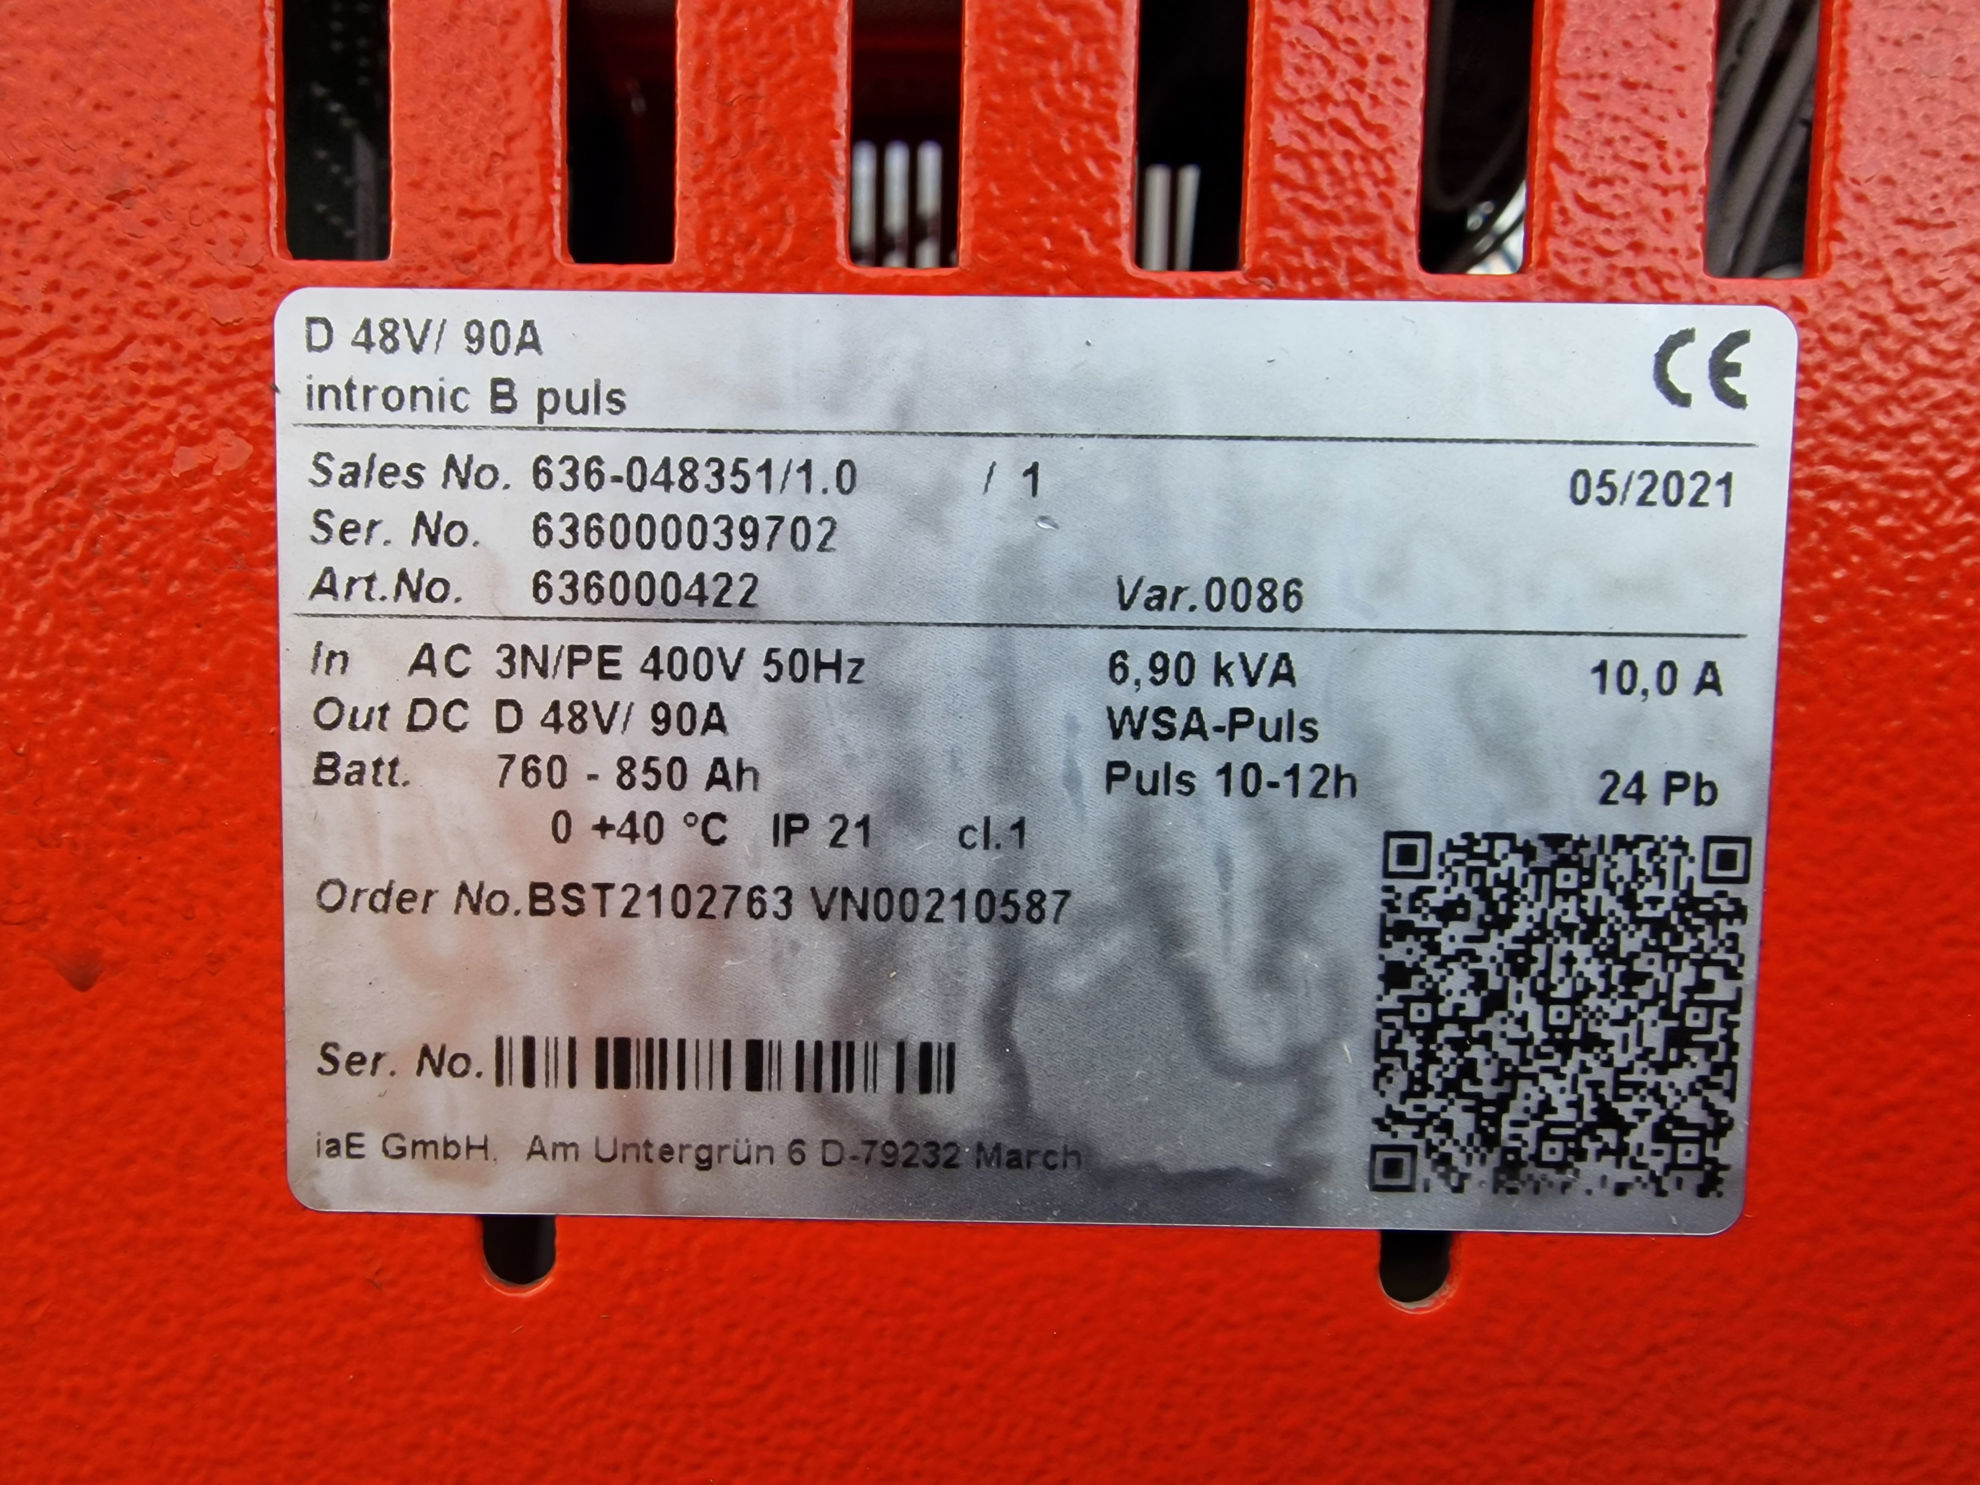 D 48V/ 90A
CE
intronic B puls
Sales No. 636-048351/1.0 / 1 05/2021
Ser. No. 636000039702
Art.No. 636000422 Var.0086
In AC 3N/PE 400V 50Hz 6,90 kVA 10,0 A
Out DC D 48V/ 90A WSA-Puls
Batt. 760 - 850 Ah Puls 10-12h 24 Pb
0 +40 °C IP 21 cl.1
Order No.BST2102763 VN00210587
Ser. No.
iaE GmbH. Am Untergrün 6 D-79232 March